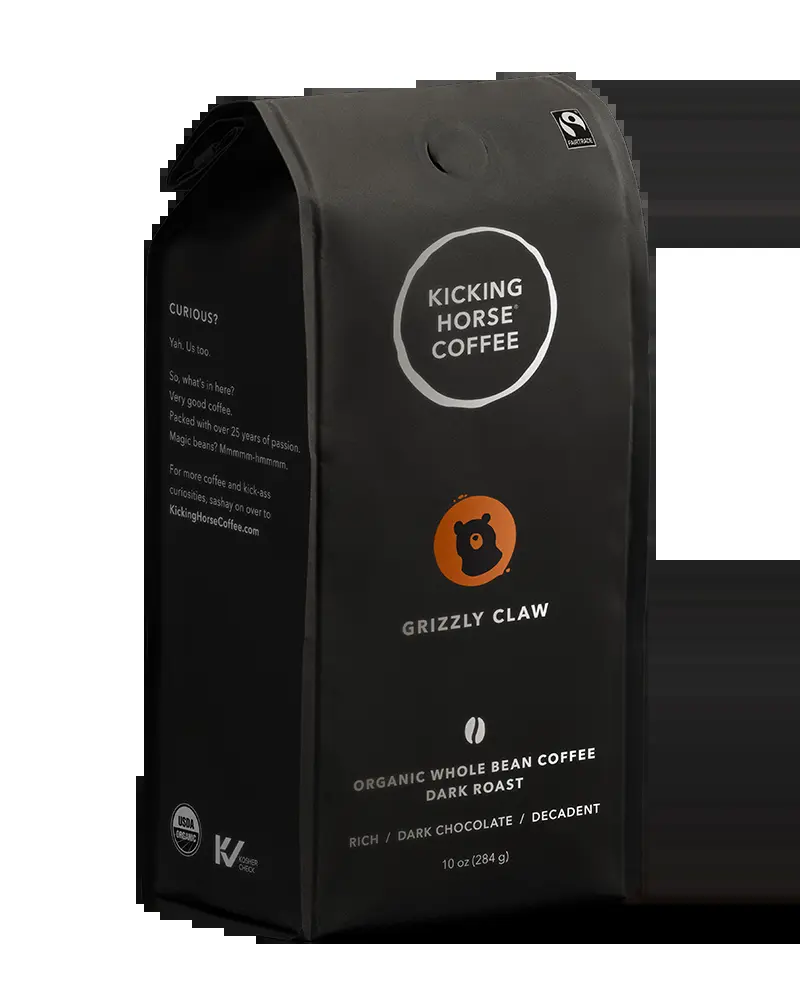 FAIRTRADE
KICKING
HORSE®
COFFEE
GRIZZLY CLAW
ORGANIC WHOLE BEAN COFFEE
DARK ROAST
RICH / DARK CHOCOLATE / DECADENT
10 oz (284 g)
CURIOUS?
Yah. Us too.
So, what's in here?
Very good coffee.
Packed with over 25 years of passion.
Magic beans? Mmmmm-hmmmm.
For more coffee and kick-ass
curiosities, sashay on over to
KickingHorseCoffee.com
USDA
ORGANIC
KOSHER
CHECK